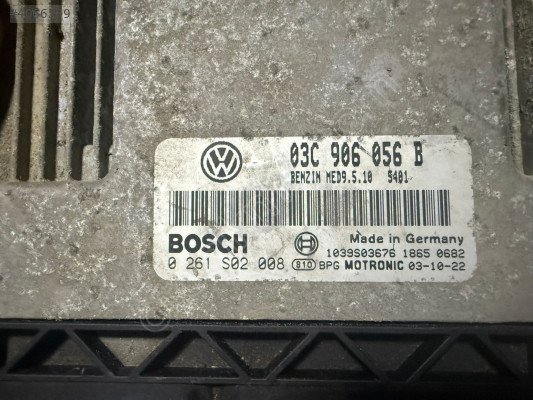 03C 906 056 B
BENZIN MED9.5.10 5401
BOSCH
Made in Germany
1039S03676 1865 0682
0 261 S02 008 810 BPG MOTRONIC 03-10-22